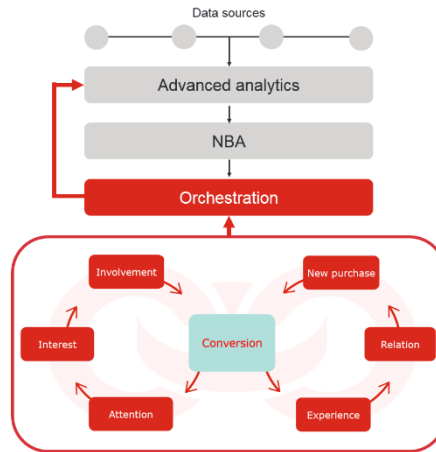 Data sources
Advanced analytics
NBA
Orchestration
Involvement
New purchase
Interest
Conversion
Relation
Attention
Experience